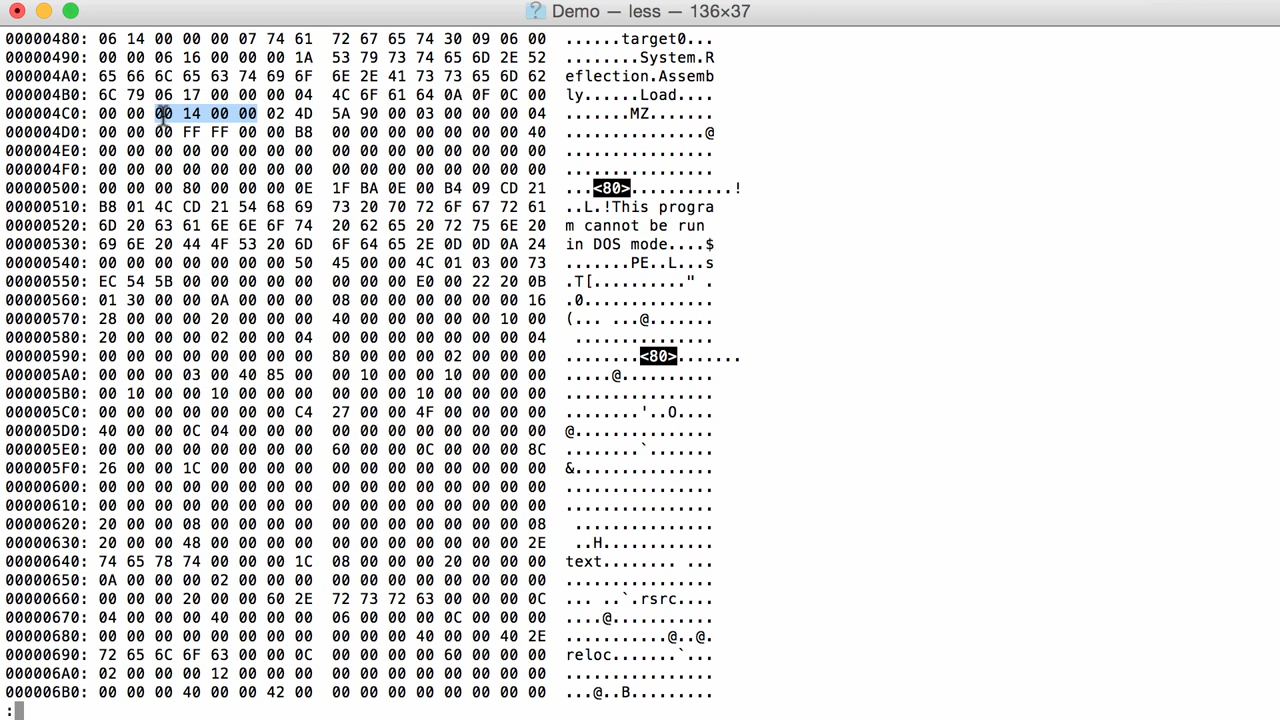 Demo — less — 136×37
00000480: 06 14 00 00 00 07 74 61  72 67 65 74 30 09 06 00  ......target0...
00000490: 00 00 06 16 00 00 00 1A  53 79 73 74 65 6D 2E 52  ........System.R
000004A0: 65 66 6C 65 63 74 69 6F  6E 2E 41 73 73 65 6D 62  eflection.Assemb
000004B0: 6C 79 06 17 00 00 00 04  4C 6F 61 64 0A 0F 0C 00  ly......Load....
000004C0: 00 00 00 14 00 00 02 4D  5A 90 00 03 00 00 00 04  .......MZ.......
000004D0: 00 00 00 FF FF 00 00 B8  00 00 00 00 00 00 00 40  ...............@
000004E0: 00 00 00 00 00 00 00 00  00 00 00 00 00 00 00 00  ................
000004F0: 00 00 00 00 00 00 00 00  00 00 00 00 00 00 00 00  ................
00000500: 00 00 00 80 00 00 00 0E  1F BA 0E 00 B4 09 CD 21  ...<80>............!
00000510: B8 01 4C CD 21 54 68 69  73 20 70 72 6F 67 72 61  ..L.!This progra
00000520: 6D 20 63 61 6E 6E 6F 74  20 62 65 20 72 75 6E 20  m cannot be run
00000530: 69 6E 20 44 4F 53 20 6D  6F 64 65 2E 0D 0D 0A 24  in DOS mode....$
00000540: 00 00 00 00 00 00 00 50  45 00 00 4C 01 03 00 73  .......PE..L...s
00000550: EC 54 5B 00 00 00 00 00  00 00 00 E0 00 22 20 0B  .T[.........." .
00000560: 01 30 00 00 0A 00 00 00  08 00 00 00 00 00 00 16  .0..............
00000570: 28 00 00 00 20 00 00 00  40 00 00 00 00 00 10 00  (... ...@.......
00000580: 20 00 00 00 02 00 00 04  00 00 00 00 00 00 00 04   ...............
00000590: 00 00 00 00 00 00 00 00  80 00 00 00 02 00 00 00  ........<80>.......
000005A0: 00 00 00 03 00 40 85 00  00 10 00 00 10 00 00 00  .....@..........
000005B0: 00 10 00 00 10 00 00 00  00 00 00 10 00 00 00 00  ................
000005C0: 00 00 00 00 00 00 00 C4  27 00 00 4F 00 00 00 00  ........'..O....
000005D0: 40 00 00 0C 04 00 00 00  00 00 00 00 00 00 00 00  @...............
000005E0: 00 00 00 00 00 00 00 00  60 00 00 0C 00 00 00 8C  ........`.......
000005F0: 26 00 00 1C 00 00 00 00  00 00 00 00 00 00 00 00  &...............
00000600: 00 00 00 00 00 00 00 00  00 00 00 00 00 00 00 00  ................
00000610: 00 00 00 00 00 00 00 00  00 00 00 00 00 00 00 00  ................
00000620: 20 00 00 08 00 00 00 00  00 00 00 00 00 00 00 08   ...............
00000630: 20 00 00 48 00 00 00 00  00 00 00 00 00 00 00 2E   ..H............
00000640: 74 65 78 74 00 00 00 1C  08 00 00 00 20 00 00 00  text........ ...
00000650: 0A 00 00 00 02 00 00 00  00 00 00 00 00 00 00 00  ................
00000660: 00 00 00 20 00 00 60 2E  72 73 72 63 00 00 00 0C  ... ..`.rsrc....
00000670: 04 00 00 00 40 00 00 00  06 00 00 00 0C 00 00 00  ....@...........
00000680: 00 00 00 00 00 00 00 00  00 00 00 40 00 00 40 2E  ...........@..@.
00000690: 72 65 6C 6F 63 00 00 0C  00 00 00 00 60 00 00 00  reloc.......`...
000006A0: 02 00 00 00 12 00 00 00  00 00 00 00 00 00 00 00  ................
000006B0: 00 00 00 40 00 00 42 00  00 00 00 00 00 00 00 00  ...@..B.........
: